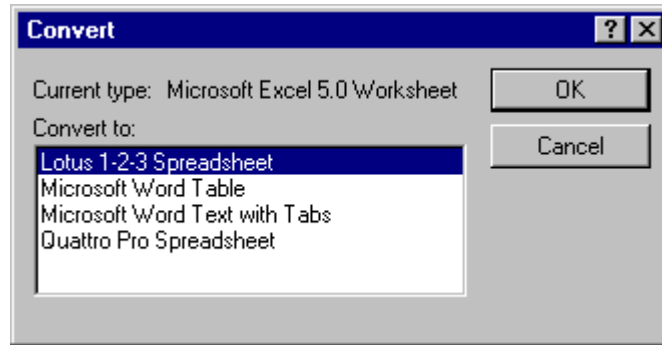 Convert
Current type: Microsoft Excel 5.0 Worksheet
OK
Convert to:
Cancel
Lotus 1-2-3 Spreadsheet
Microsoft Word Table
Microsoft Word Text with Tabs
Quattro Pro Spreadsheet